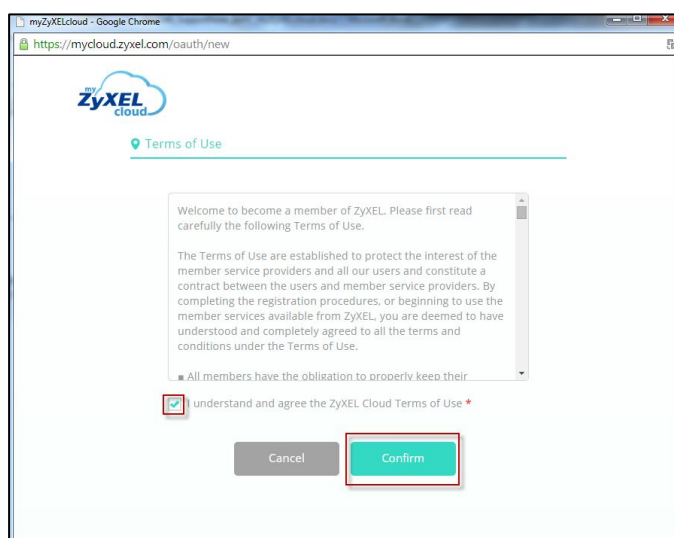 myZyXELcloud - Google Chrome
https://mycloud.zyxel.com/oauth/new
my
ZyXEL
cloud
Terms of Use
Welcome to become a member of ZyXEL. Please first read
carefully the following Terms of Use.
The Terms of Use are established to protect the interest of the
member service providers and all our users and constitute a
contract between the users and member service providers. By
completing the registration procedures, or beginning to use the
member services available from ZyXEL, you are deemed to have
understood and completely agreed to all the terms and
conditions under the Terms of Use.
■ All members have the obligation to properly keep their
I understand and agree the ZyXEL Cloud Terms of Use *
Cancel
Confirm